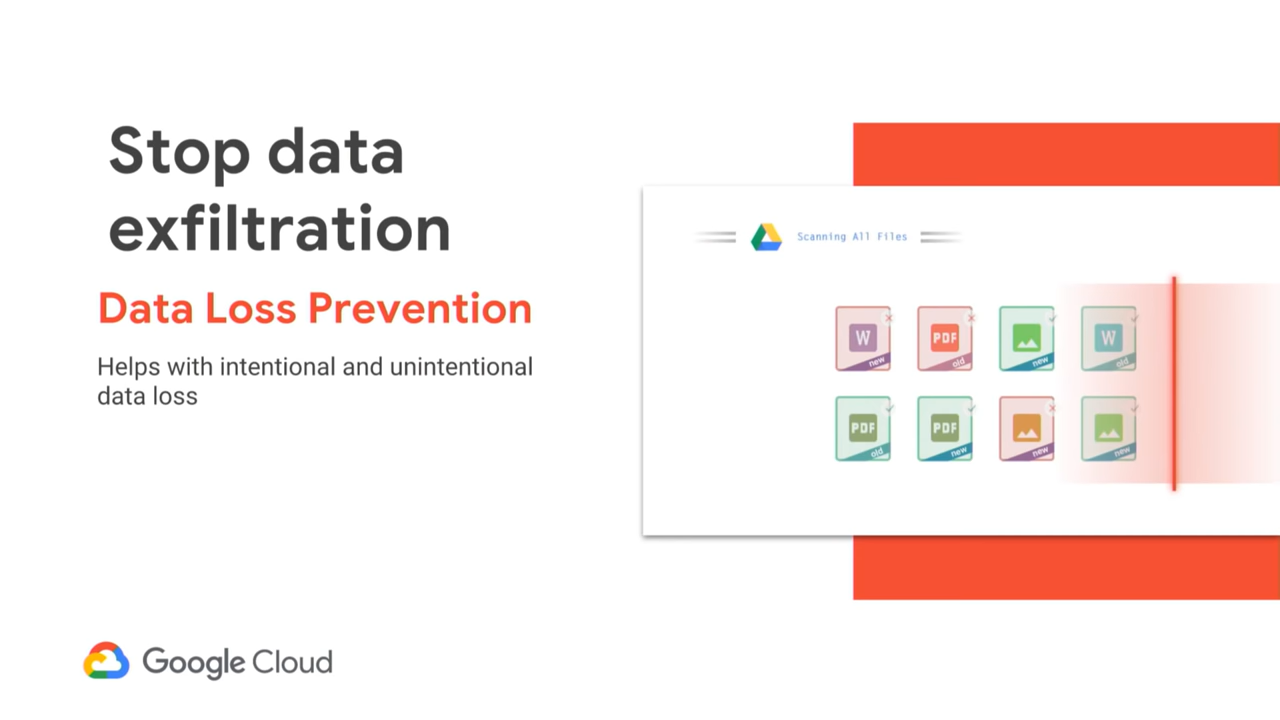 Stop data
exfiltration
Data Loss Prevention
Helps with intentional and unintentional
data loss
Scanning All Files
W new
PDF old
new
W old
PDF old
PDF new
new
new
Google Cloud